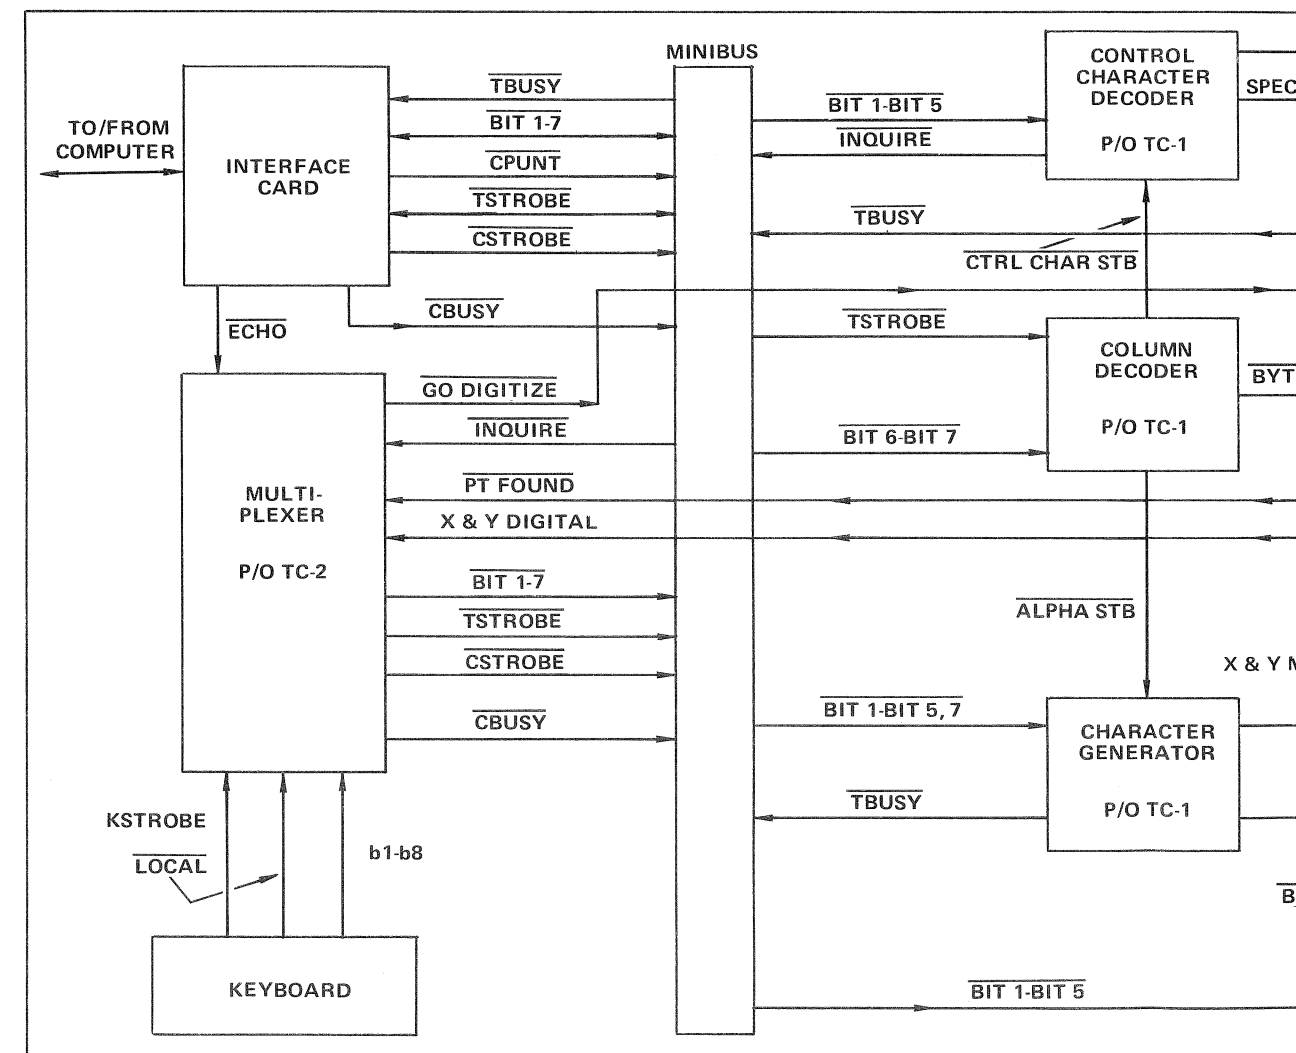 MINIBUS
TO/FROM
COMPUTER
INTERFACE
CARD
TBUSY
BIT 1-7
CPUNT
TSTROBE
CSTROBE
CBUSY
ECHO
GO DIGITIZE
INQUIRE
PT FOUND
X & Y DIGITAL
MULTI-
PLEXER
P/O TC-2
BIT 1-7
TSTROBE
CSTROBE
CBUSY
KSTROBE
LOCAL
b1-b8
KEYBOARD
BIT 1-BIT 5
INQUIRE
CONTROL
CHARACTER
DECODER
P/O TC-1
SPEC
TBUSY
CTRL CHAR STB
TSTROBE
COLUMN
DECODER
P/O TC-1
BYT
BIT 6-BIT 7
ALPHA STB
X & Y
BIT 1-BIT 5, 7
CHARACTER
GENERATOR
P/O TC-1
TBUSY
B
BIT 1-BIT 5